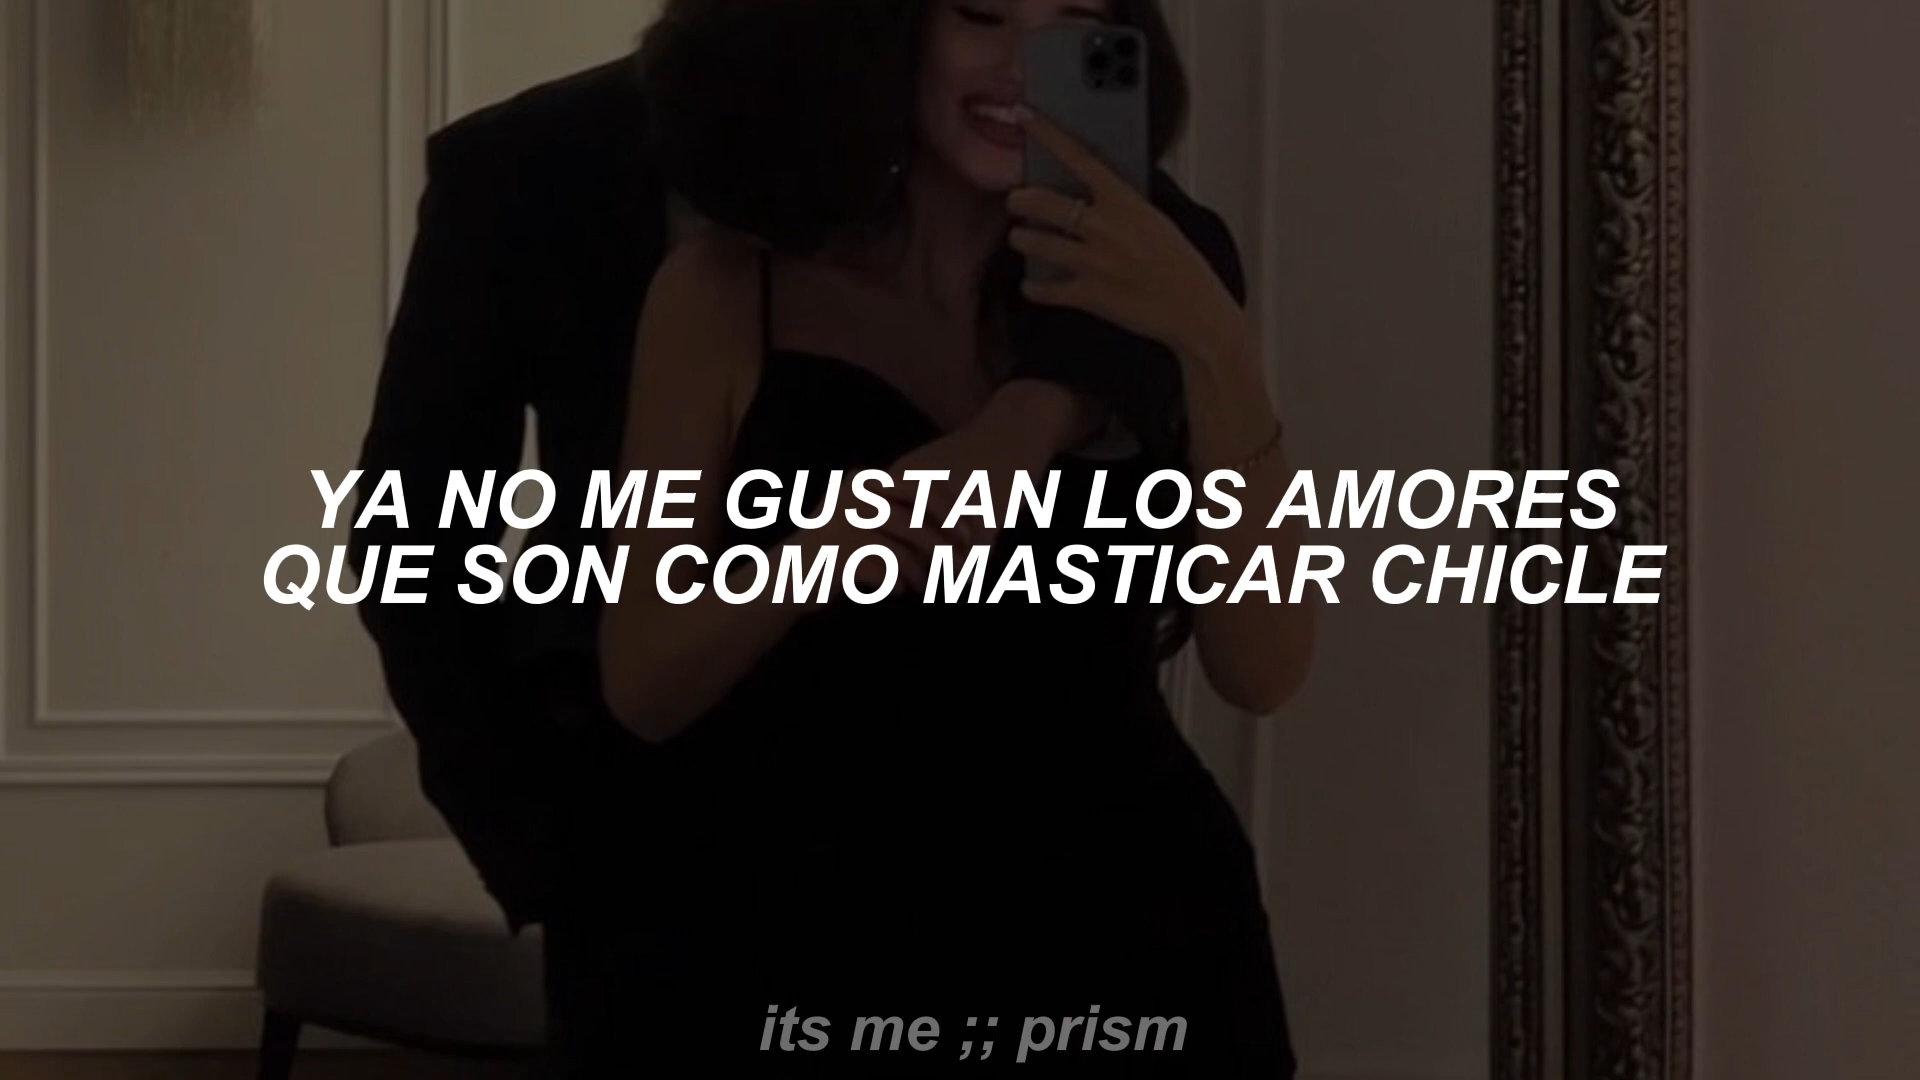 YA NO ME GUSTAN LOS AMORES
QUE SON COMO MASTICAR CHICLE
its me ;; prism